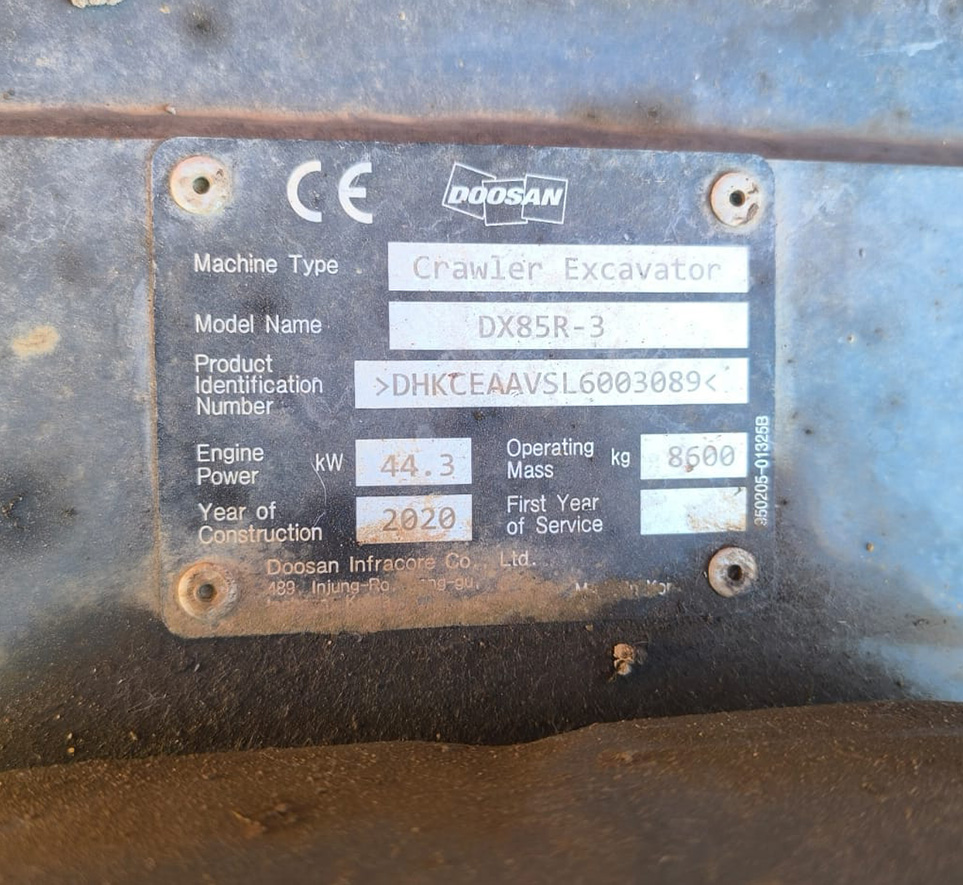 CE DOOSAN
Machine Type Crawler Excavator
Model Name DX85R-3
Product
Identification
Number >DHKCEAAVSL6003089<
Engine
Power kW 44.3 Operating
Mass kg 8600
Year of
Construction 2020 First Year
of Service
Doosan Infracore Co., Ltd.
489, Injung-Ro,
950205-01325B